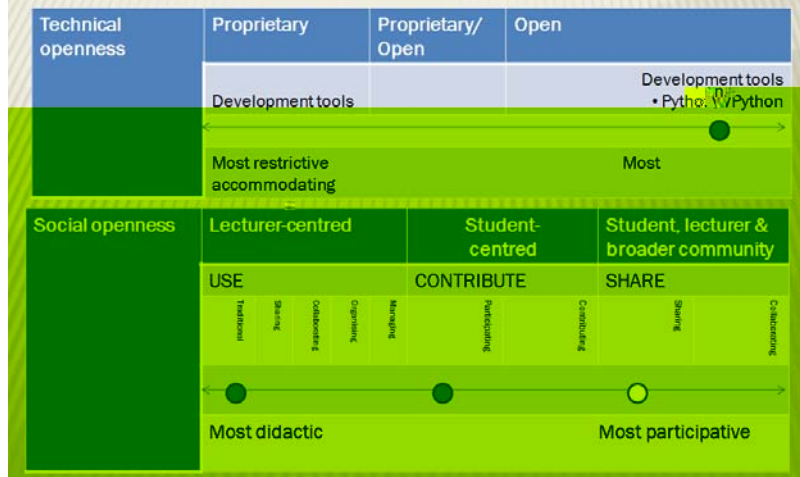 Technical openness
Proprietary
Proprietary/ Open
Open
Development tools
Development tools
• Python VPython
Most restrictive
accommodating
Most
Social openness
Lecturer-centred
Student-centred
Student, lecturer & broader community
USE
CONTRIBUTE
SHARE
Traditional
Sharing
Collaborating
Organising
Managing
Participating
Contributing
Sharing
Collaborating
Most didactic
Most participative